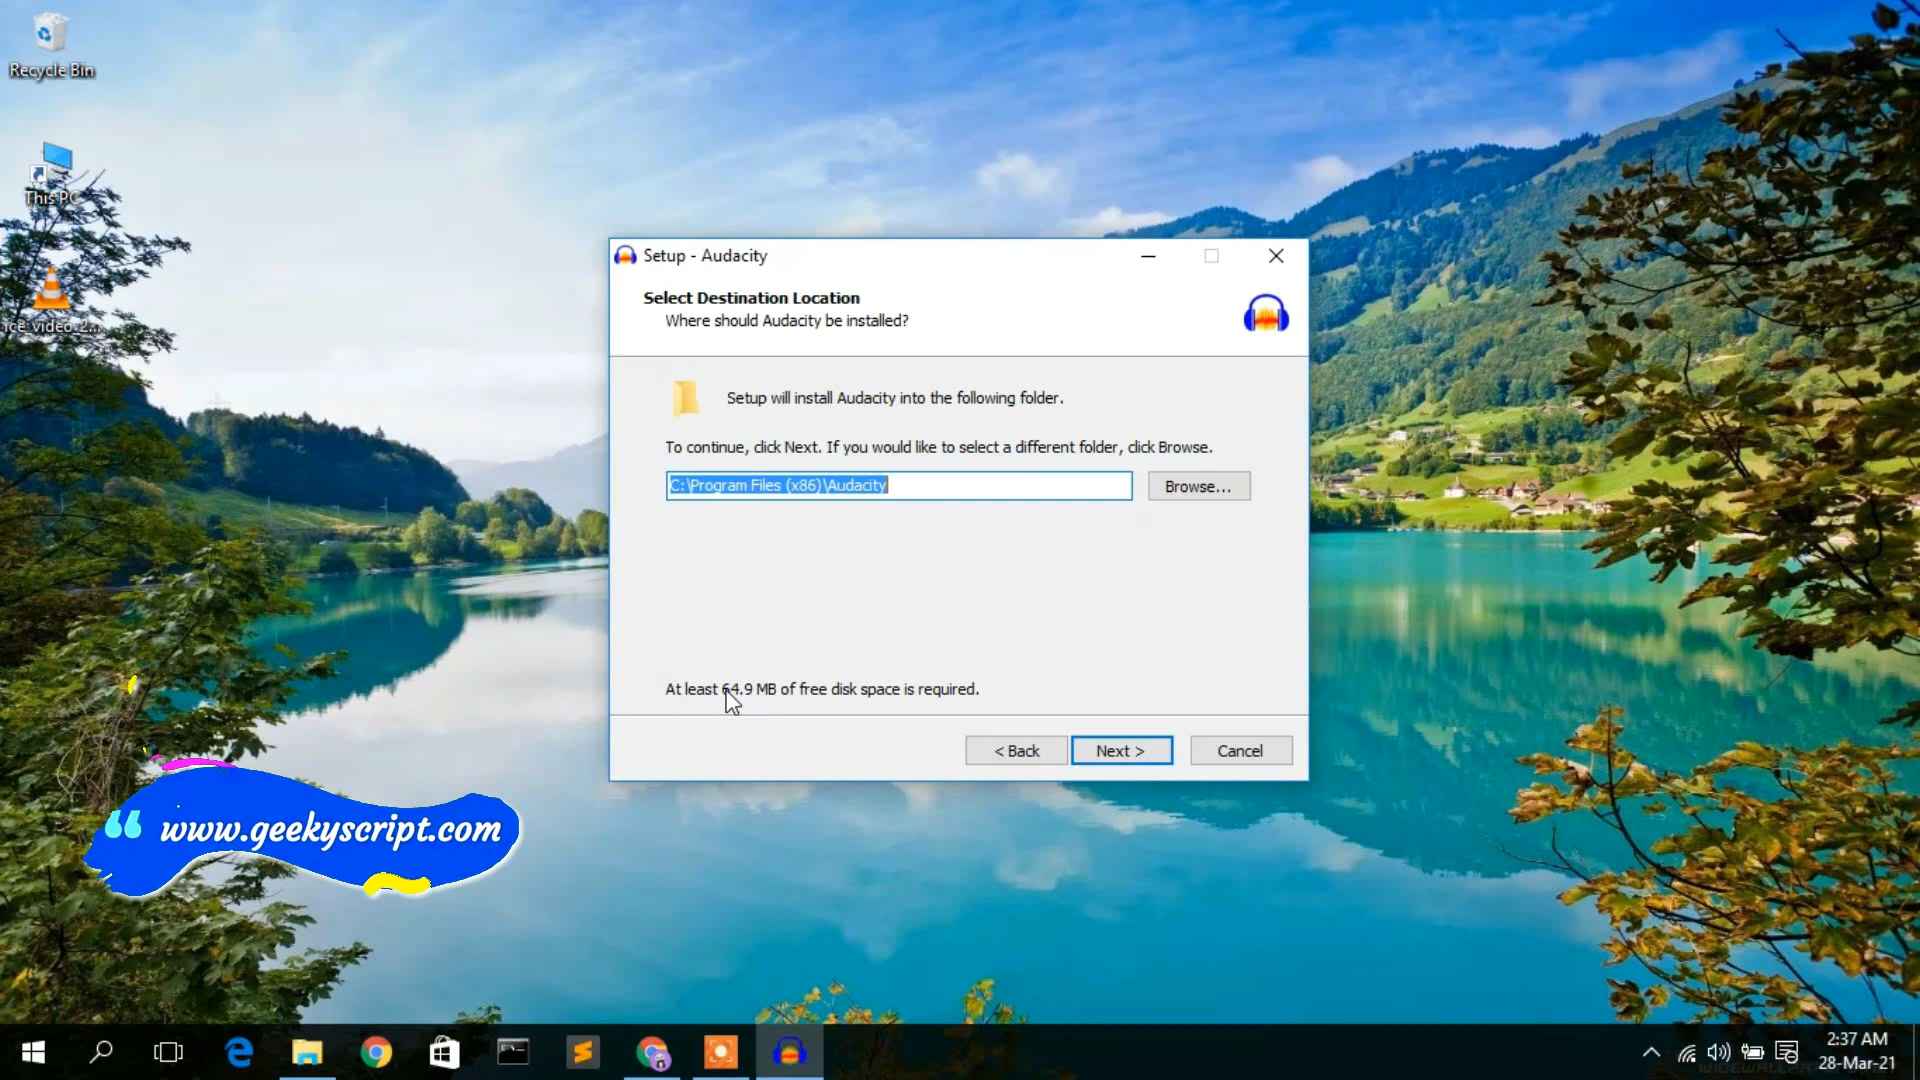 Recycle Bin
This PC
Setup - Audacity
Select Destination Location
Where should Audacity be installed?
Setup will install Audacity into the following folder.
To continue, click Next. If you would like to select a different folder, click Browse.
C:\Program Files (x86)\Audacity
Browse...
At least 64.9 MB of free disk space is required.
< Back
Next >
Cancel
“ www.geekyscript.com
2:37 AM
28-Mar-21